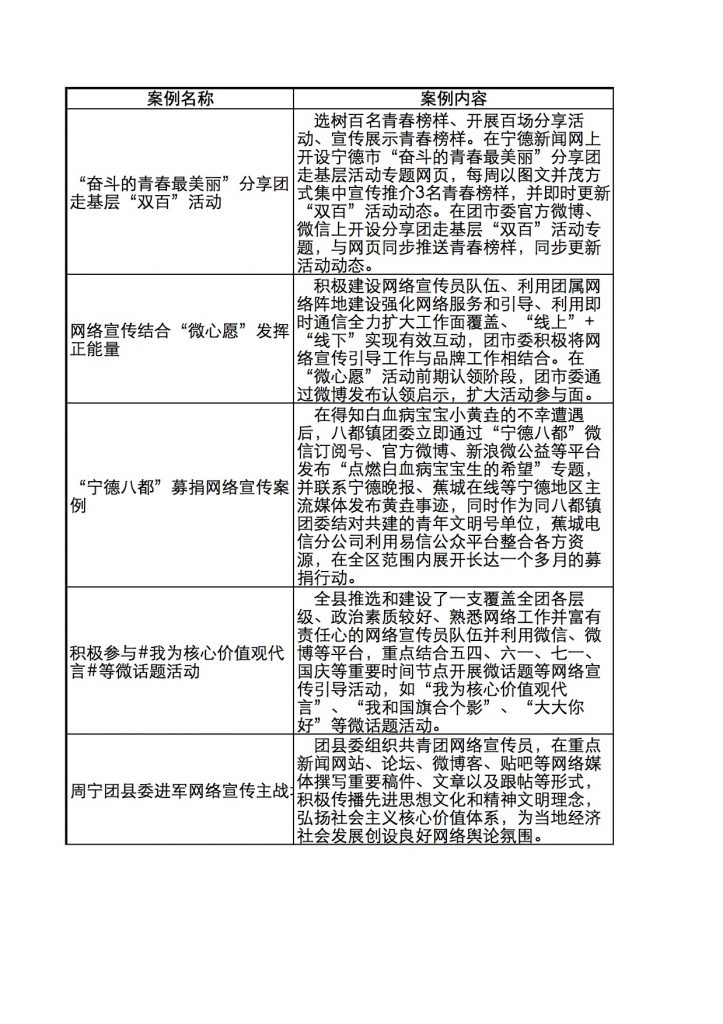 案例名称
案例内容
“奋斗的青春最美丽”分享团
走基层“双百”活动
选树百名青春榜样、开展百场分享活
动、宣传展示青春榜样。在宁德新闻网上
开设宁德市“奋斗的青春最美丽”分享团
走基层活动专题网页，每周以图文并茂方
式集中宣传推介3名青春榜样，并即时更新
“双百”活动动态。在团市委官方微博、
微信上开设分享团走基层“双百”活动专
题，与网页同步推送青春榜样，同步更新
活动动态。
网络宣传结合“微心愿”发挥
正能量
积极建设网络宣传员队伍、利用团属网
络阵地建设强化网络服务和引导、利用即
时通信全力扩大工作面覆盖、“线上”+
“线下”实现有效互动，团市委积极将网
络宣传引导工作与品牌工作相结合。在
“微心愿”活动前期认领阶段，团市委通
过微博发布认领启示，扩大活动参与面。
“宁德八都”募捐网络宣传案
例
在得知白血病宝宝小黄垚的不幸遭遇
后，八都镇团委立即通过“宁德八都”微
信订阅号、官方微博、新浪微公益等平台
发布“点燃白血病宝宝生的希望”专题，
并联系宁德晚报、蕉城在线等宁德地区主
流媒体发布黄垚事迹，同时作为同八都镇
团委结对共建的青年文明号单位，蕉城电
信分公司利用易信公众平台整合各方资
源，在全区范围内展开长达一个多月的募
捐行动。
积极参与#我为核心价值观代
言#等微话题活动
全县推选和建设了一支覆盖全团各层
级、政治素质较好、熟悉网络工作并富有
责任心的网络宣传员队伍并利用微信、微
博等平台，重点结合五四、六一、七一、
国庆等重要时间节点开展微话题等网络宣
传引导活动，如“我为核心价值观代
言”、“我和国旗合个影”、“大大你
好”等微话题活动。
周宁团县委进军网络宣传主战
团县委组织共青团网络宣传员，在重点
新闻网站、论坛、微博客、贴吧等网络媒
体撰写重要稿件、文章以及跟帖等形式，
积极传播先进思想文化和精神文明理念，
弘扬社会主义核心价值体系，为当地经济
社会发展创设良好网络舆论氛围。